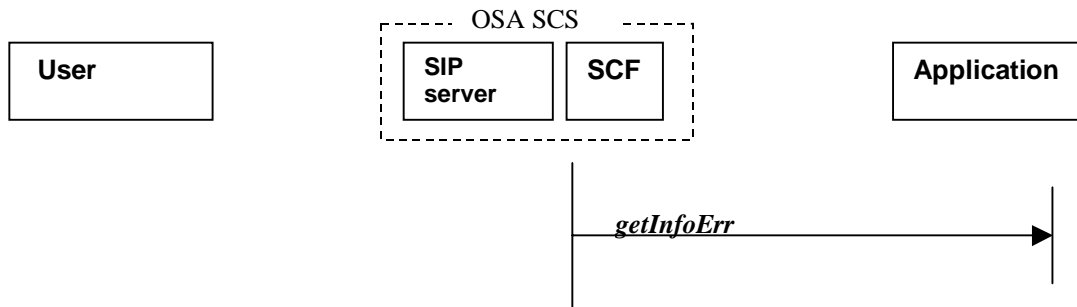 OSA SCS
User
SIP
server
SCF
Application
getInfoErr